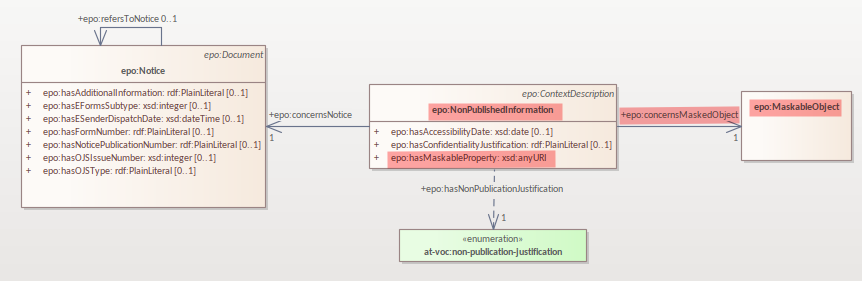 +epo:refersToNotice 0..1
epo:Document
epo:Notice
+ epo:hasAdditionalInformation: rdf:PlainLiteral [0..1]
+ epo:hasEFormsSubtype: xsd:integer [0..1]
+ epo:hasESenderDispatchDate: xsd:dateTime [0..1]
+ epo:hasFormNumber: rdf:PlainLiteral [0..1]
+ epo:hasNoticePublicationNumber: rdf:PlainLiteral [0..1]
+ epo:hasOJSIssueNumber: xsd:integer [0..1]
+ epo:hasOJSType: rdf:PlainLiteral [0..1]
+epo:concernsNotice
1
epo:ContextDescription
epo:NonPublishedInformation
+ epo:hasAccessibilityDate: xsd:date [0..1]
+ epo:hasConfidentialityJustification: rdf:PlainLiteral [0..1]
+ epo:hasMaskableProperty: xsd:anyURI
+epo:concernsMaskedObject
1
epo:MaskableObject
+epo:hasNonPublicationJustification
1
«enumeration»
at-voc:non-publication-justification